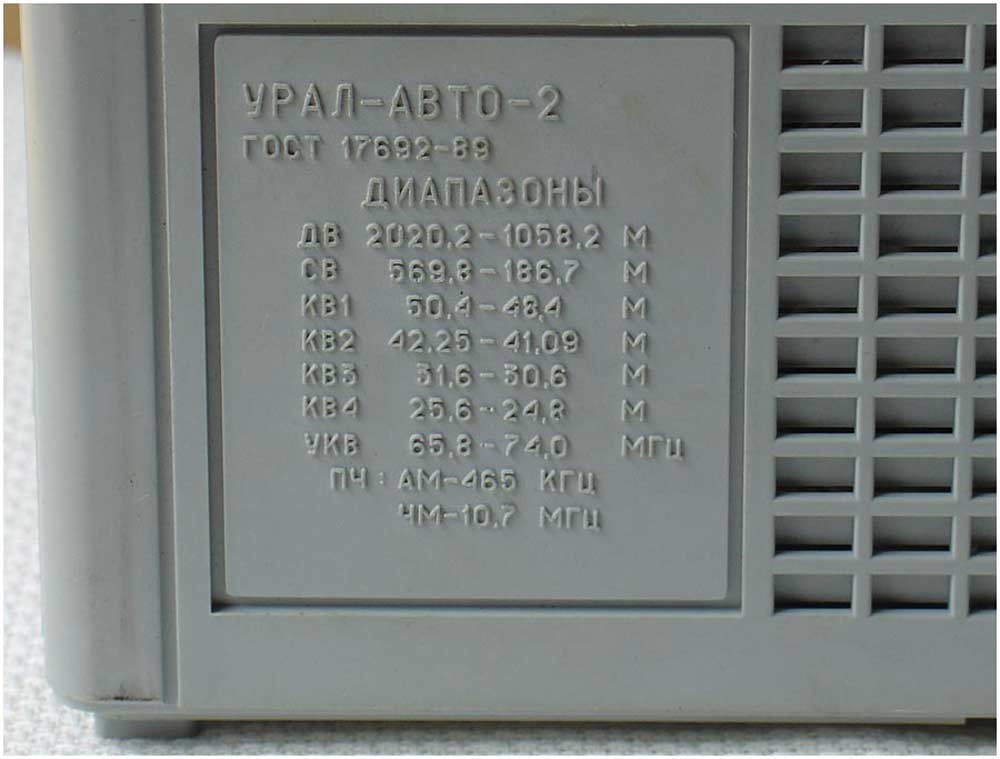 УРАЛ-АВТО-2
ГОСТ 17692-89
ДИАПАЗОНЫ
ДВ 2020,2-1058,2 М
СВ 569,8-186,7 М
КВ1 50,4-48,4 М
КВ2 42,25-41,09 М
КВ3 31,6-30,6 М
КВ4 25,6-24,8 М
УКВ 65,8-74,0 МГЦ
ПЧ: АМ-465 КГЦ
ЧМ-10,7 МГЦ